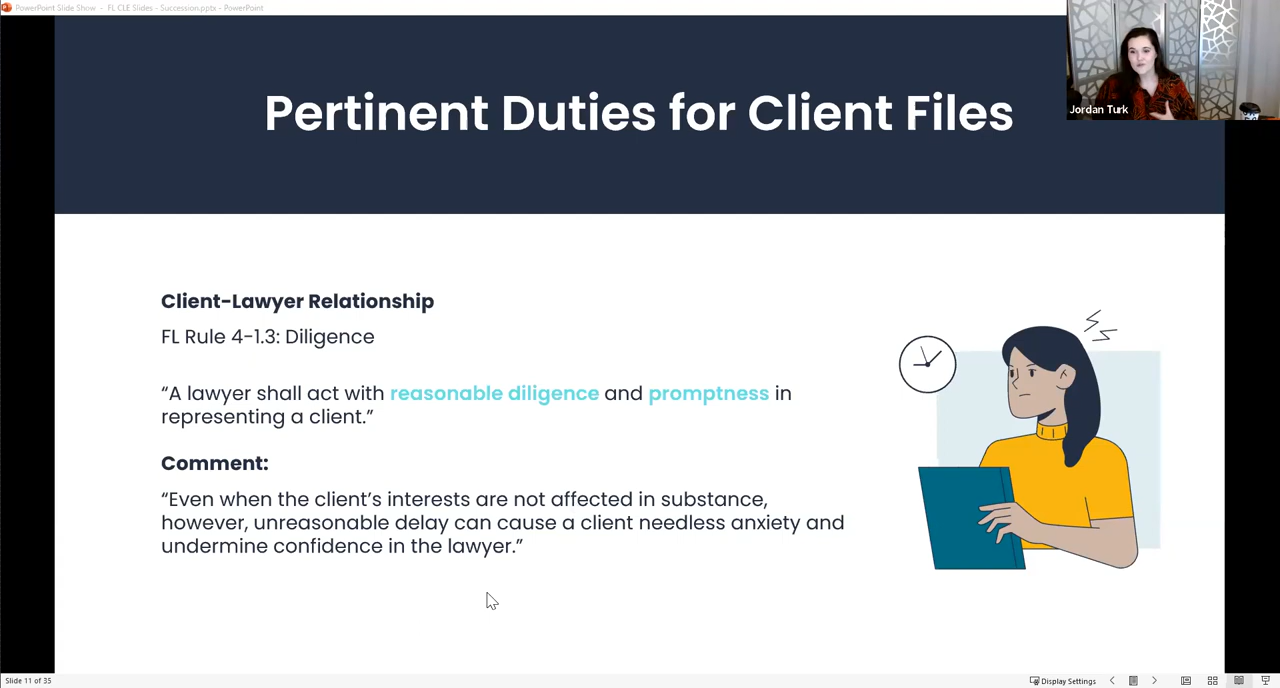 PowerPoint Slide Show - FL CLE Slides - Succession.pptx - PowerPoint
Jordan Turk
Pertinent Duties for Client Files
Client-Lawyer Relationship
FL Rule 4-1.3: Diligence
“A lawyer shall act with reasonable diligence and promptness in
representing a client.”
Comment:
“Even when the client’s interests are not affected in substance,
however, unreasonable delay can cause a client needless anxiety and
undermine confidence in the lawyer.”
Slide 11 of 35
Display Settings